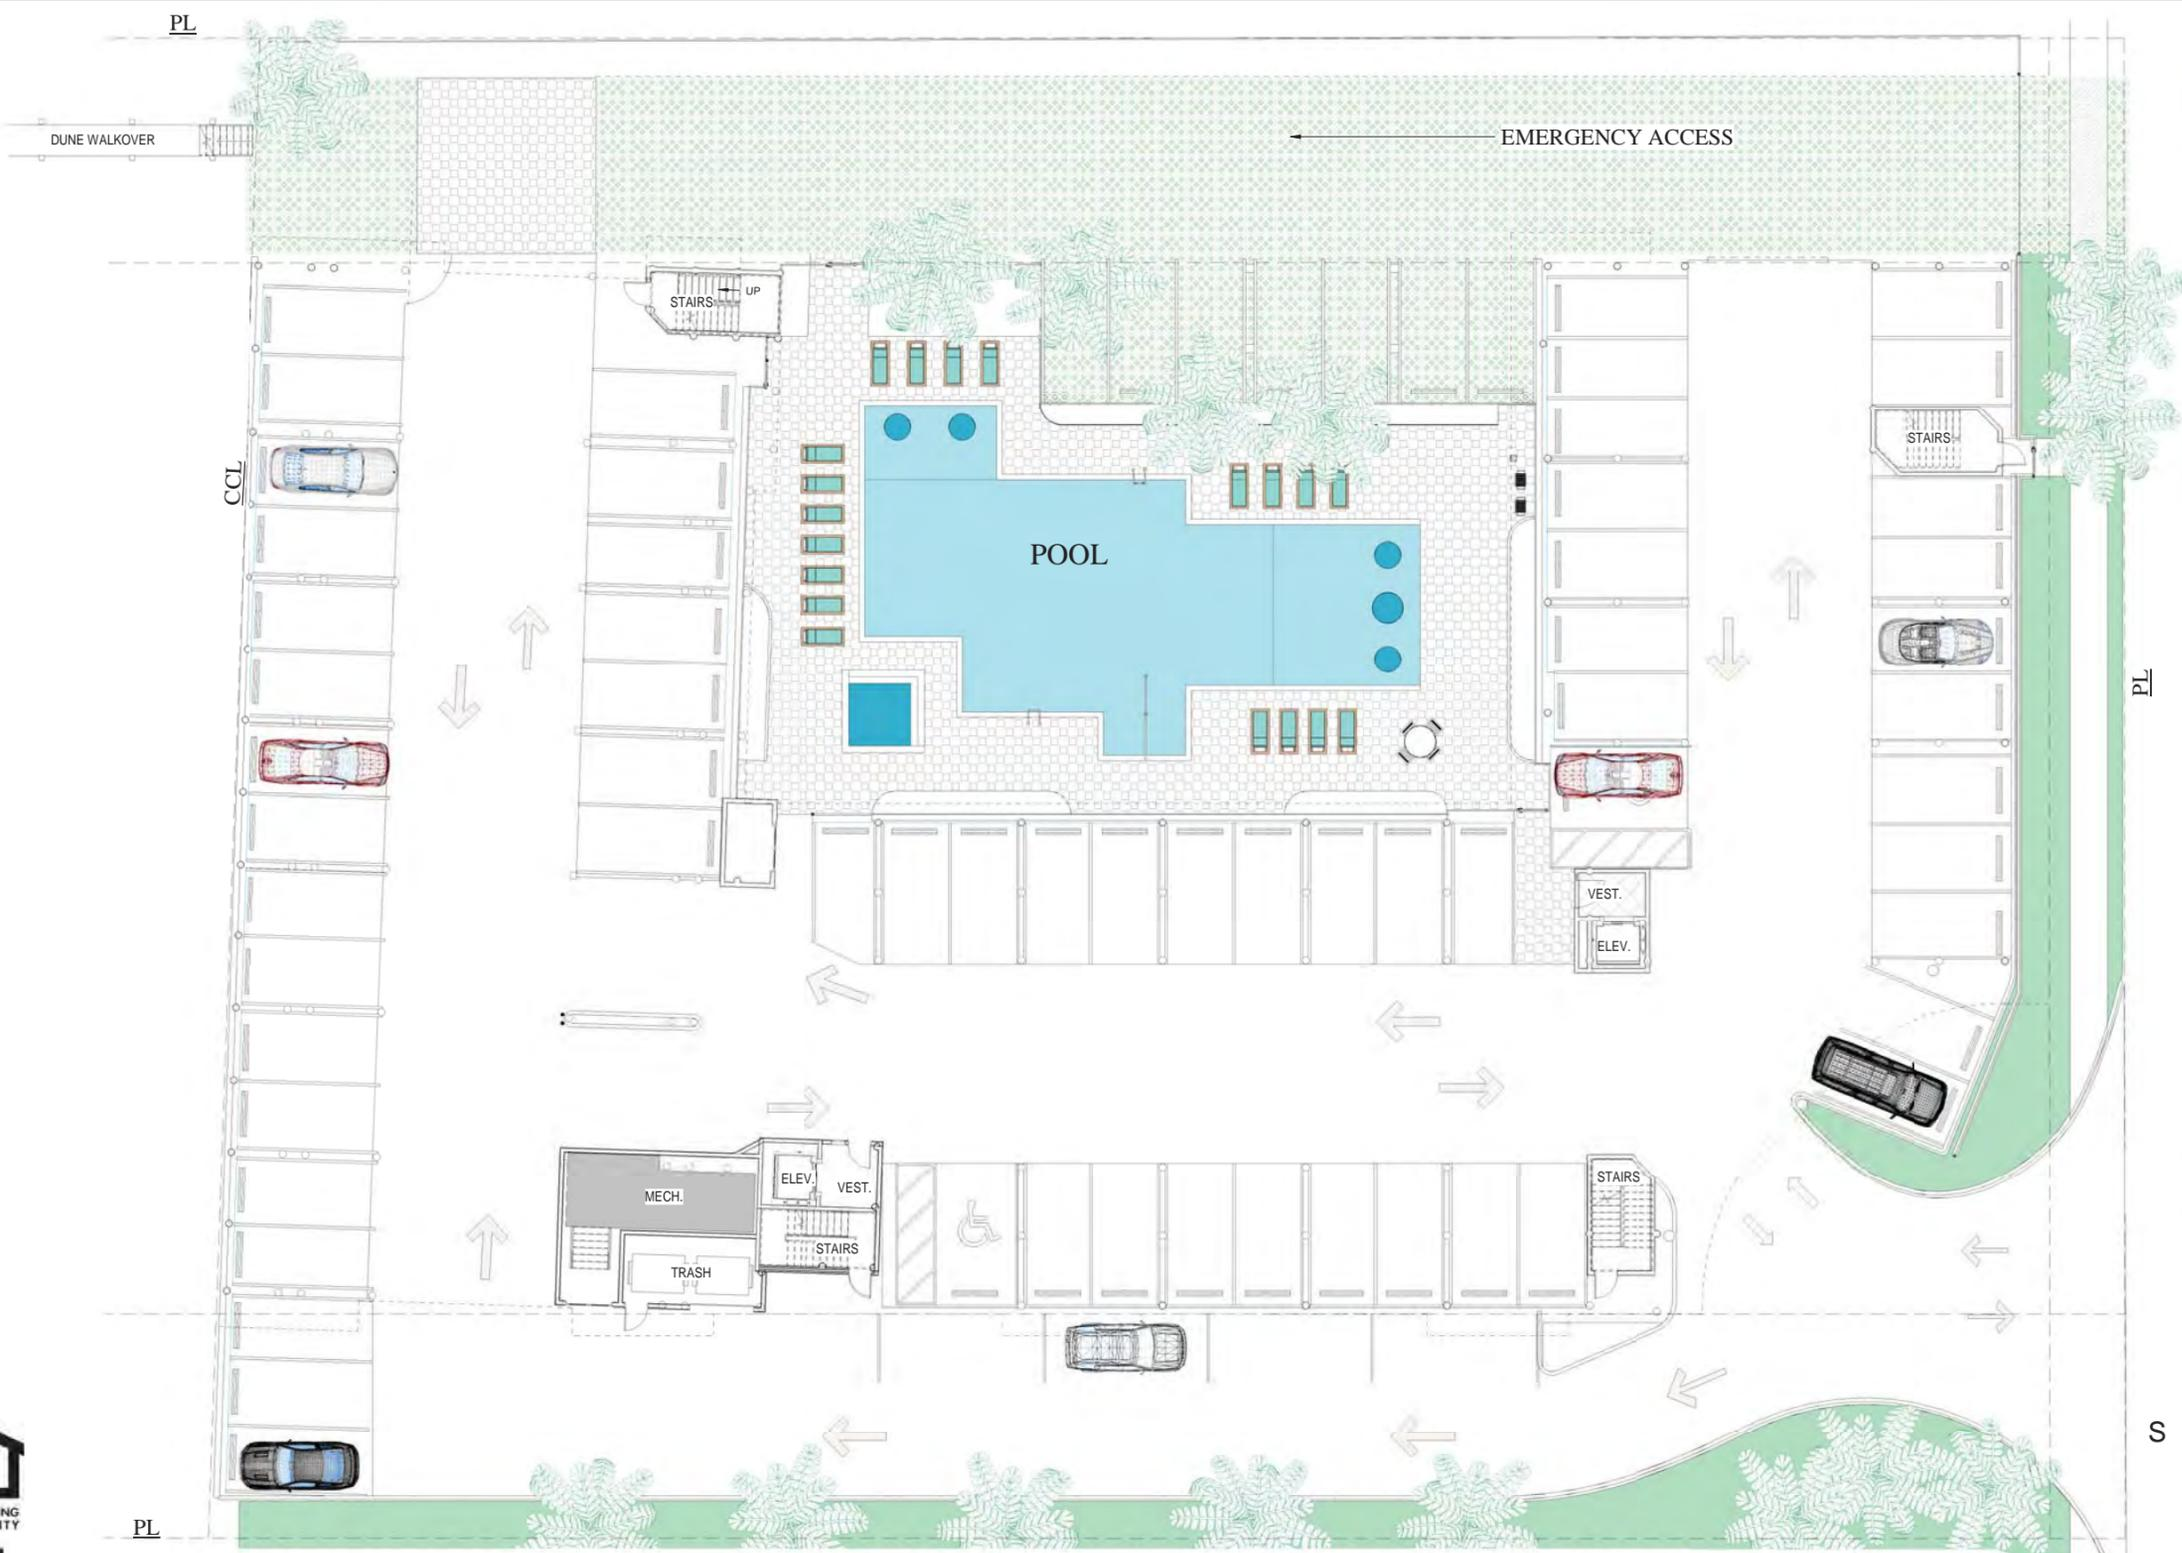 PL
DUNE WALKOVER
EMERGENCY ACCESS
UP
STAIRS
STAIRS
CCL
POOL
PL
VEST.
ELEV.
ELEV.
VEST.
MECH.
STAIRS
STAIRS
TRASH
S
PL